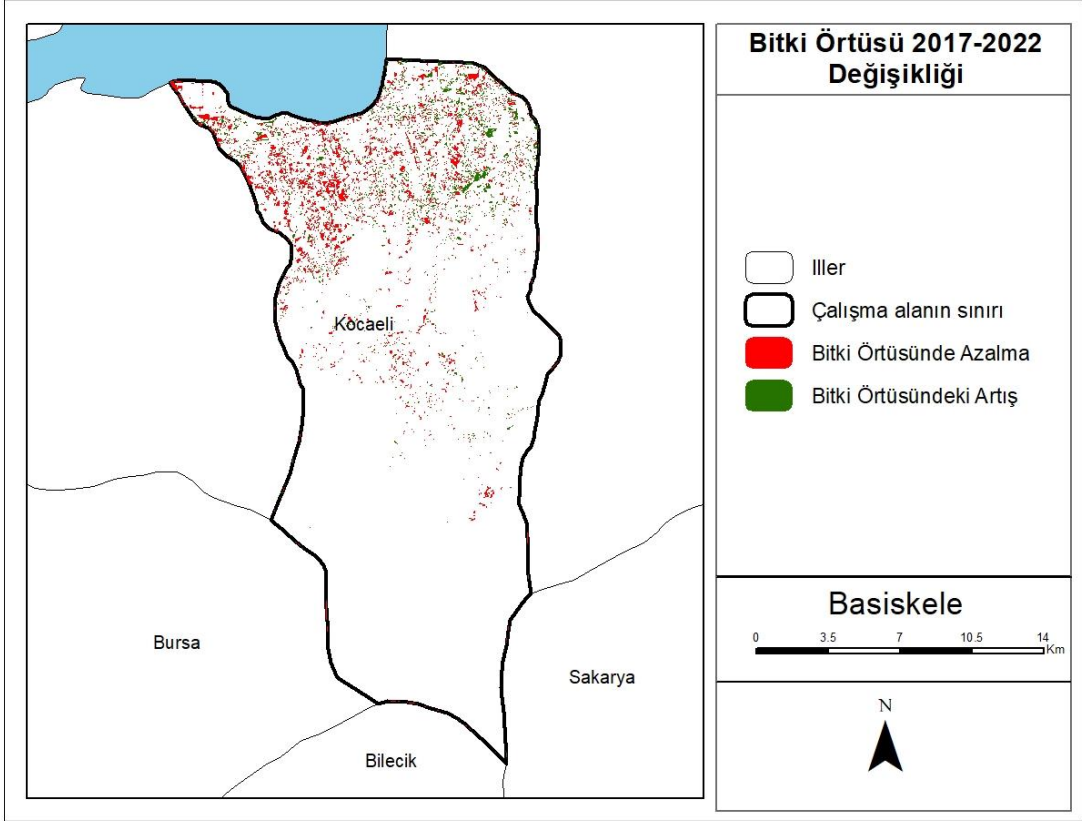 Bitki Örtüsü 2017-2022
Değişikliği
Iller
Çalışma alanın sınırı
Bitki Örtüsünde Azalma
Bitki Örtüsündeki Artış
Kocaeli
Bursa
Sakarya
Bilecik
Basiskele
0 3.5 7 10.5 14
Km
N